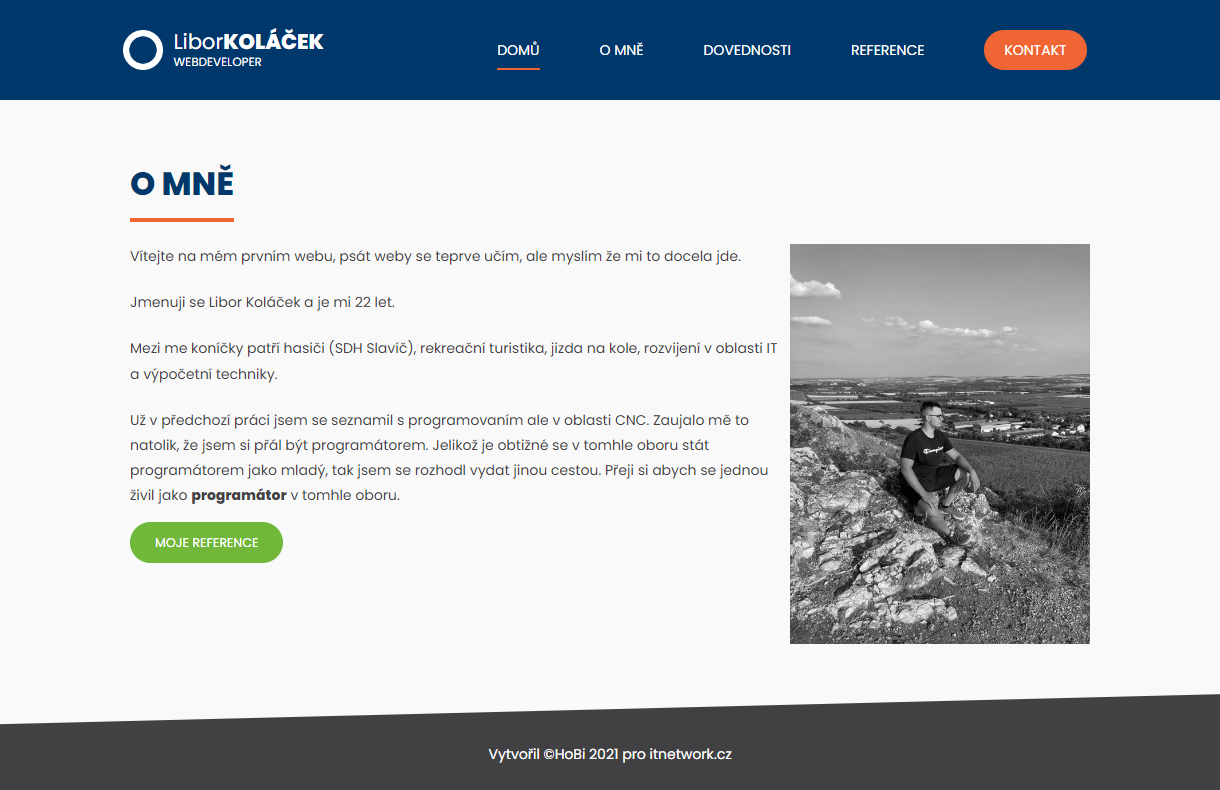 LiborKOLÁČEK
WEBDEVELOPER
DOMŮ
O MNĚ
DOVEDNOSTI
REFERENCE
KONTAKT
O MNĚ
Vítejte na mém prvním webu, psát weby se teprve učím, ale myslím že mi to docela jde.
Jmenuji se Libor Koláček a je mi 22 let.
Mezi me koníčky patří hasiči (SDH Slavíč), rekreační turistika, jizda na kole, rozvijení v oblasti IT
a výpočetní techniky.
Už v předchozí práci jsem se seznamil s programovaním ale v oblasti CNC. Zaujalo mě to
natolik, že jsem si přál být programátorem. Jelikož je obtižné se v tomhle oboru stát
programátorem jako mladý, tak jsem se rozhodl vydat jinou cestou. Přeji si abych se jednou
živil jako programátor v tomhle oboru.
Champion
MOJE REFERENCE
Vytvořil ©HoBi 2021 pro itnetwork.cz